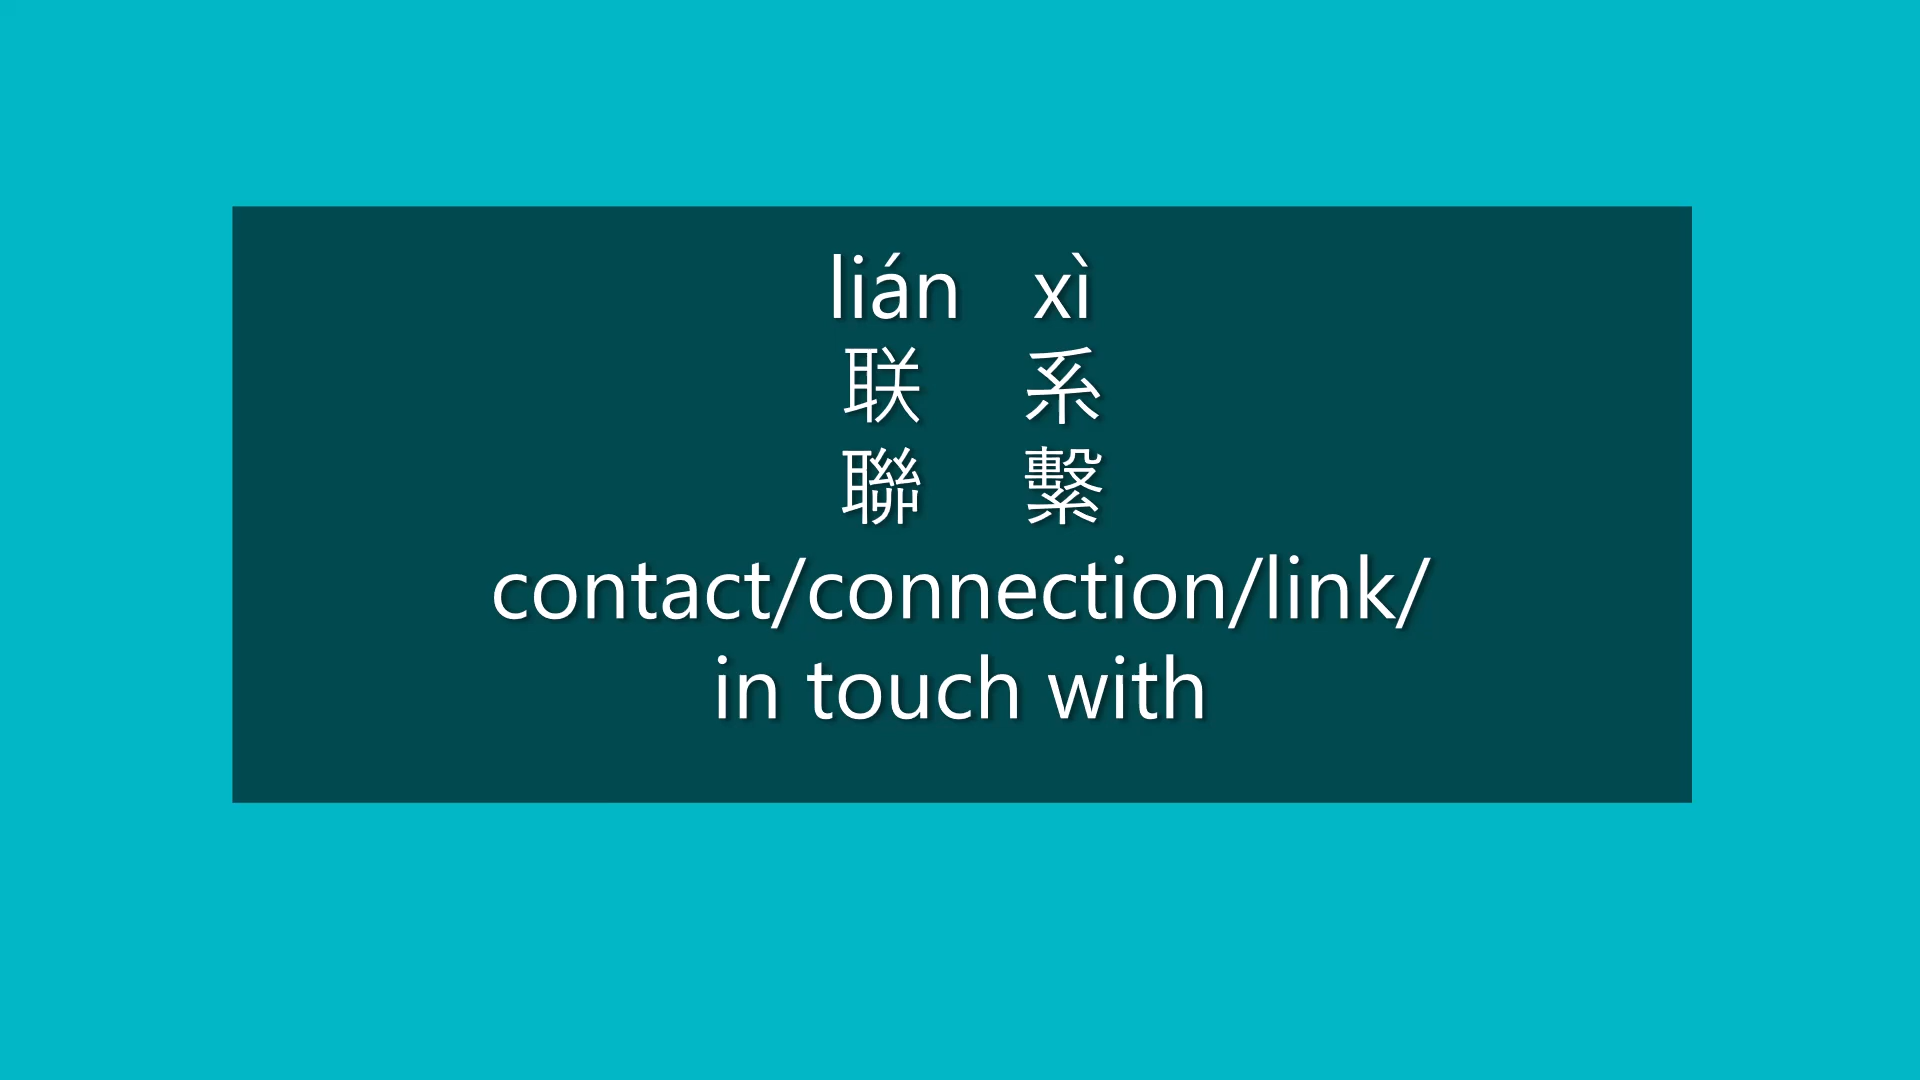 lián xì
联 系
聯 繫
contact/connection/link/
in touch with